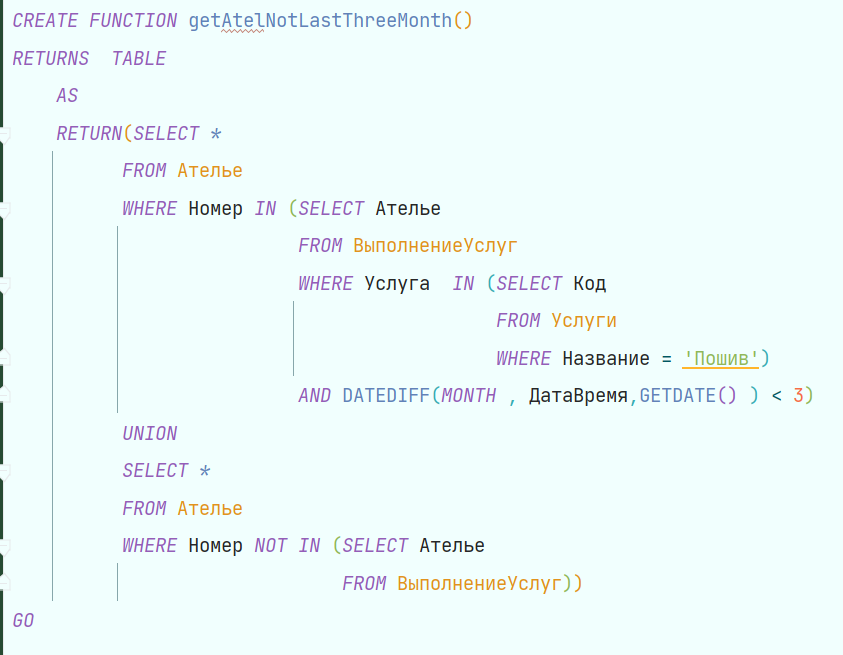 CREATE FUNCTION getAtelNotLastThreeMonth()
RETURNS  TABLE
    AS
    RETURN(SELECT *
          FROM Ателье
          WHERE Номер IN (SELECT Ателье
                          FROM ВыполнениеУслуг
                          WHERE Услуга  IN (SELECT Код
                                            FROM Услуги
                                            WHERE Название = 'Пошив')
                          AND DATEDIFF(MONTH , ДатаВремя,GETDATE() ) < 3)
          UNION
          SELECT *
          FROM Ателье
          WHERE Номер NOT IN (SELECT Ателье
                              FROM ВыполнениеУслуг))
GO